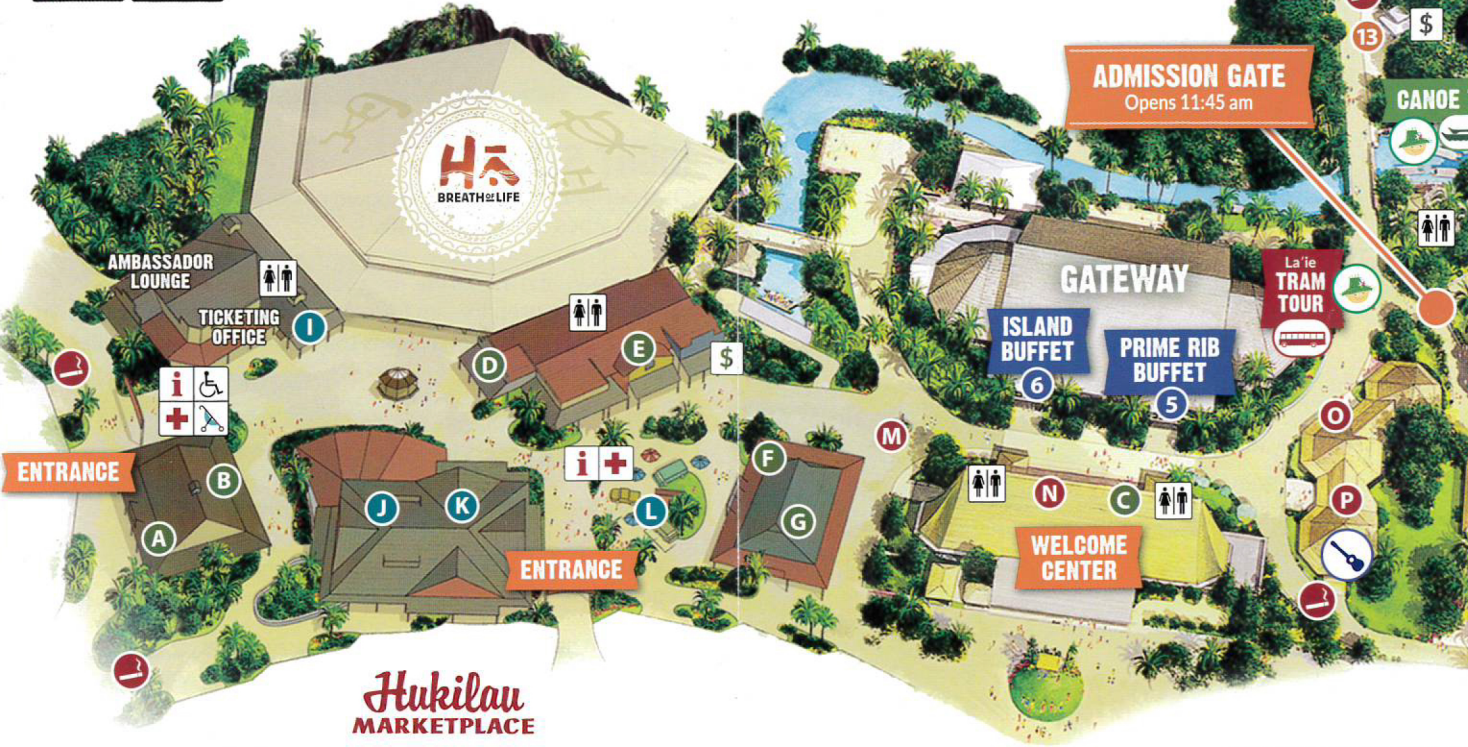 HĀ
BREATH OF LIFE
AMBASSADOR
LOUNGE
TICKETING
OFFICE
I
i
ENTRANCE
B
A
D
E
$
i
J
K
L
ENTRANCE
Hukilau
MARKETPLACE
F
G
M
N
C
WELCOME
CENTER
GATEWAY
ISLAND
BUFFET
6
PRIME RIB
BUFFET
5
La'ie
TRAM
TOUR
ADMISSION GATE
Opens 11:45 am
13
$
CANOE
O
P